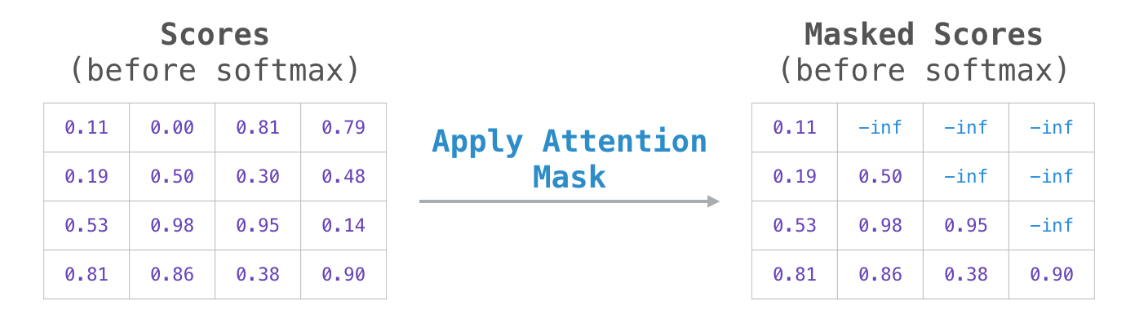 Scores
(before softmax)
0.11 0.00 0.81 0.79
0.19 0.50 0.30 0.48
0.53 0.98 0.95 0.14
0.81 0.86 0.38 0.90
Apply Attention
Mask
Masked Scores
(before softmax)
0.11 -inf -inf -inf
0.19 0.50 -inf -inf
0.53 0.98 0.95 -inf
0.81 0.86 0.38 0.90